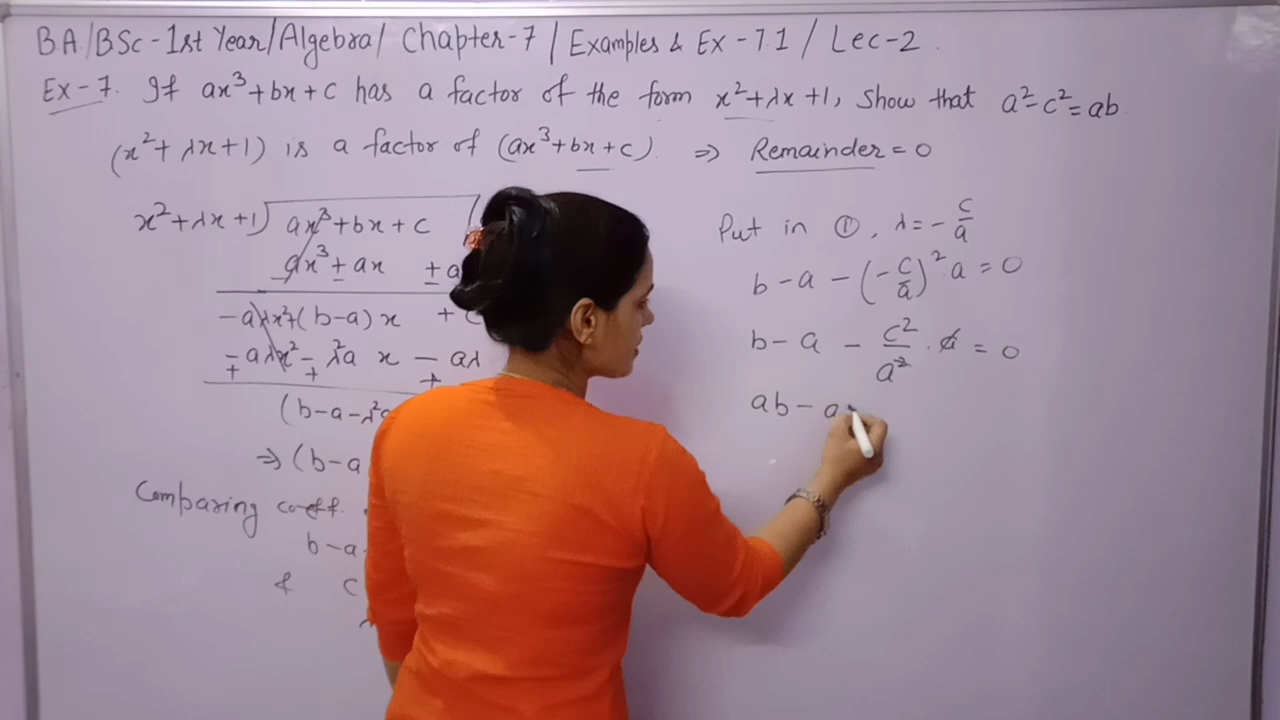 BA/BSc-1st Year/Algebra/ Chapter-7 / Examples & Ex-7.1 / Lec-2
Ex-7. If ax³+bx+c has a factor of the form x²+λx+1, Show that a²-c²=ab
(x²+λx+1) is a factor of (ax³+bx+c) ⇒ Remainder = 0
x²+λx+1) ax³+bx+c
ax³+ax +a
-aλx²+(b-a)x + c
-aλx²-λ²a x - aλ
(b-a-λ²a
⇒ (b-a
Comparing coeff.
b-a
& c
Put in ①, λ = -c/a
b-a-(-c/a)²a = 0
b-a - c²/a² · a = 0
ab-a